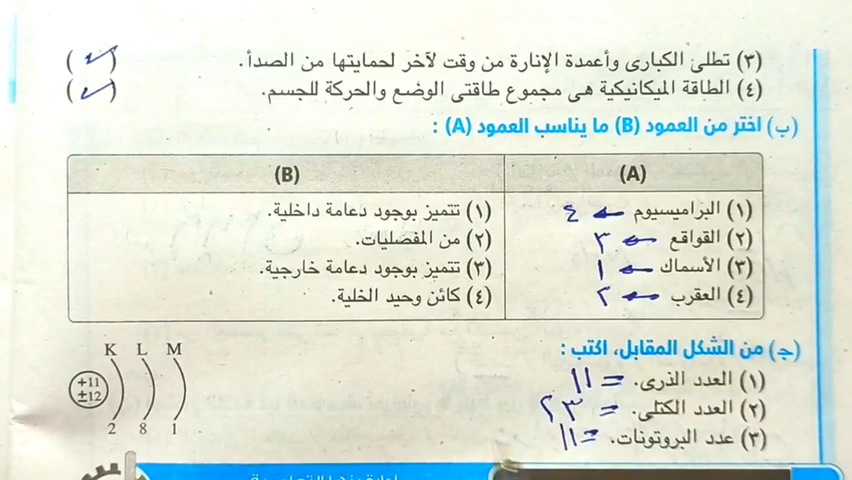 (٣) تطلى الكبارى وأعمدة الإنارة من وقت لآخر لحمايتها من الصدأ. (✓)
(٤) الطاقة الميكانيكية هى مجموع طاقتى الوضع والحركة للجسم. (✓)
(ب) اختر من العمود (B) ما يناسب العمود (A) :
(A) (B)
(١) البراميسيوم ← ٤ (١) تتميز بوجود دعامة داخلية.
(٢) القواقع ← ٣ (٢) من المفضليات.
(٣) الأسماك ← ١ (٣) تتميز بوجود دعامة خارجية.
(٤) العقرب ← ٢ (٤) كائن وحيد الخلية.
(ج) من الشكل المقابل، اكتب :
(١) العدد الذرى. = ١١
(٢) العدد الكتلى. = ٢٣
(٣) عدد البروتونات. = ١١
K L M
+11
±12
2 8 1